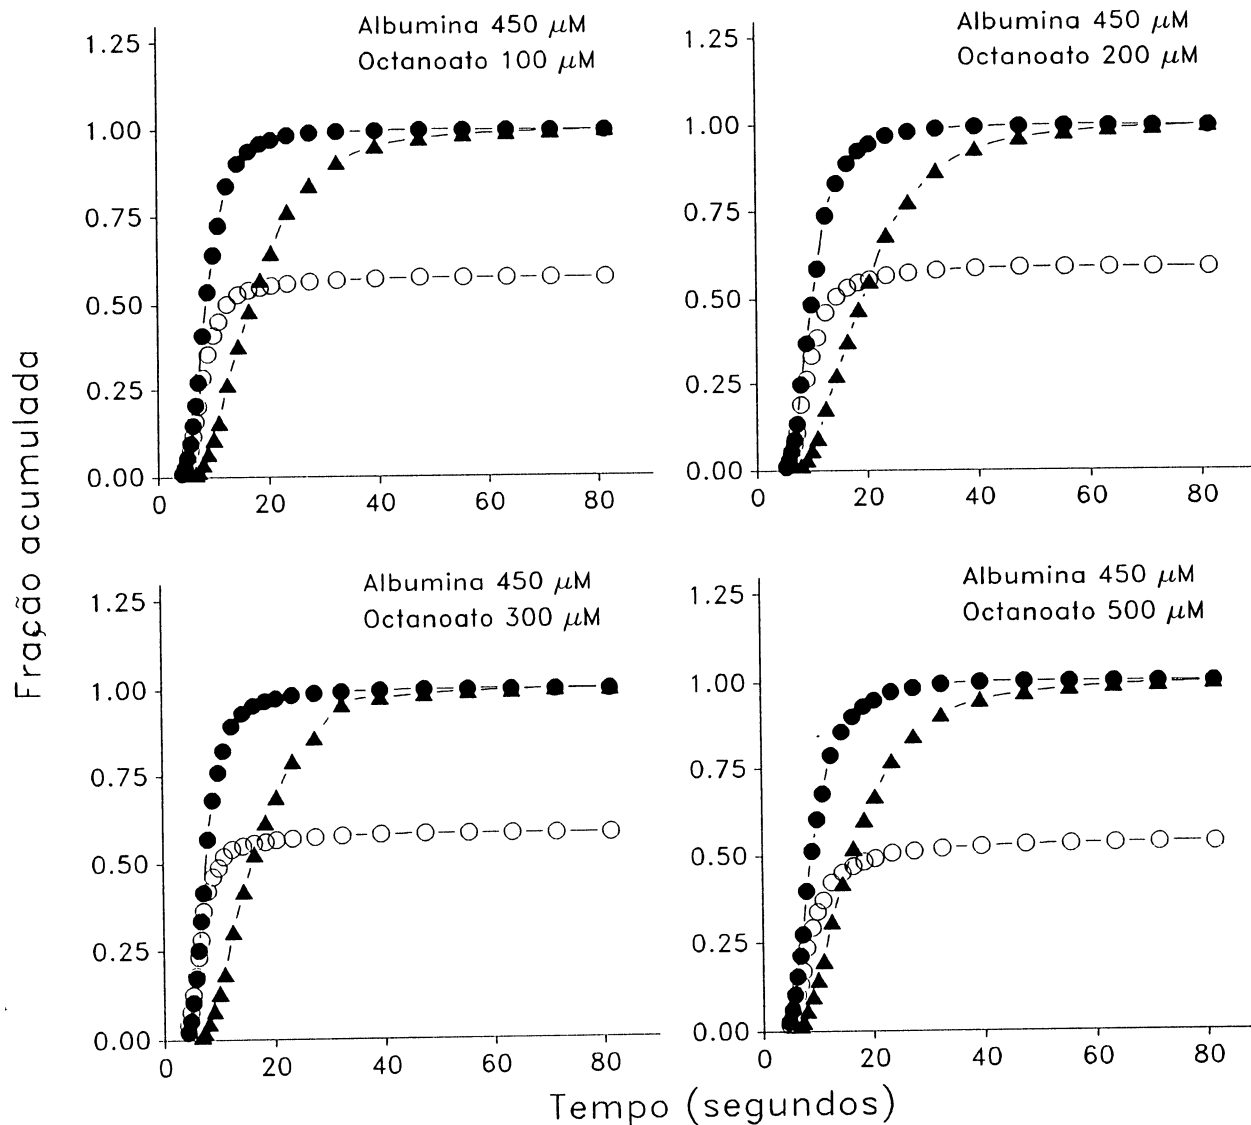 Albumina 450 μM
Octanoato 100 μM
1.25
1.00
0.75
0.50
0.25
0.00
0 20 40 60 80
Albumina 450 μM
Octanoato 200 μM
1.25
1.00
0.75
0.50
0.25
0.00
0 20 40 60 80
Fração acumulada
Albumina 450 μM
Octanoato 300 μM
1.25
1.00
0.75
0.50
0.25
0.00
0 20 40 60 80
Albumina 450 μM
Octanoato 500 μM
1.25
1.00
0.75
0.50
0.25
0.00
0 20 40 60 80
Tempo (segundos)